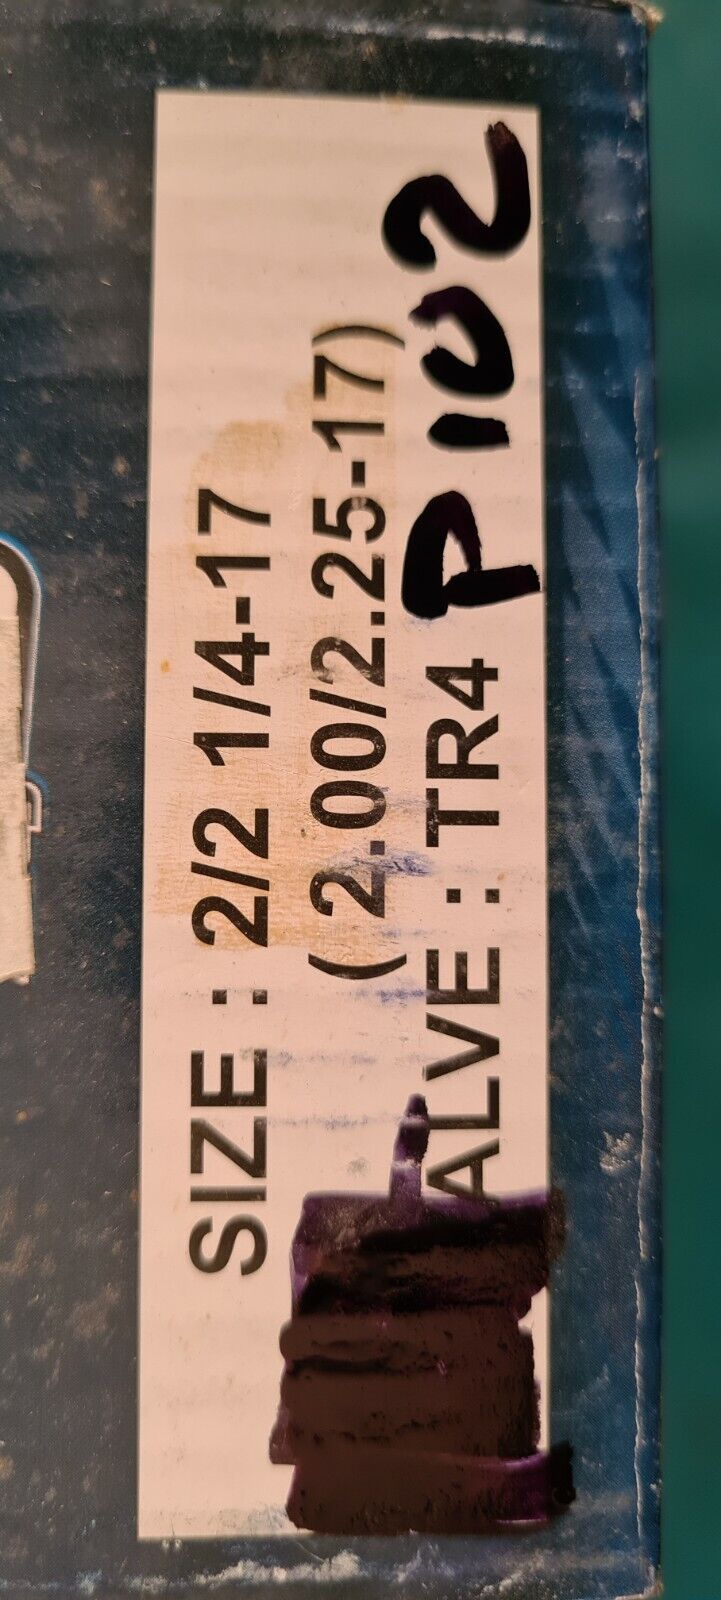 SIZE : 2/2 1/4-17
( 2.00/2.25-17)
ALVE : TR4
P102